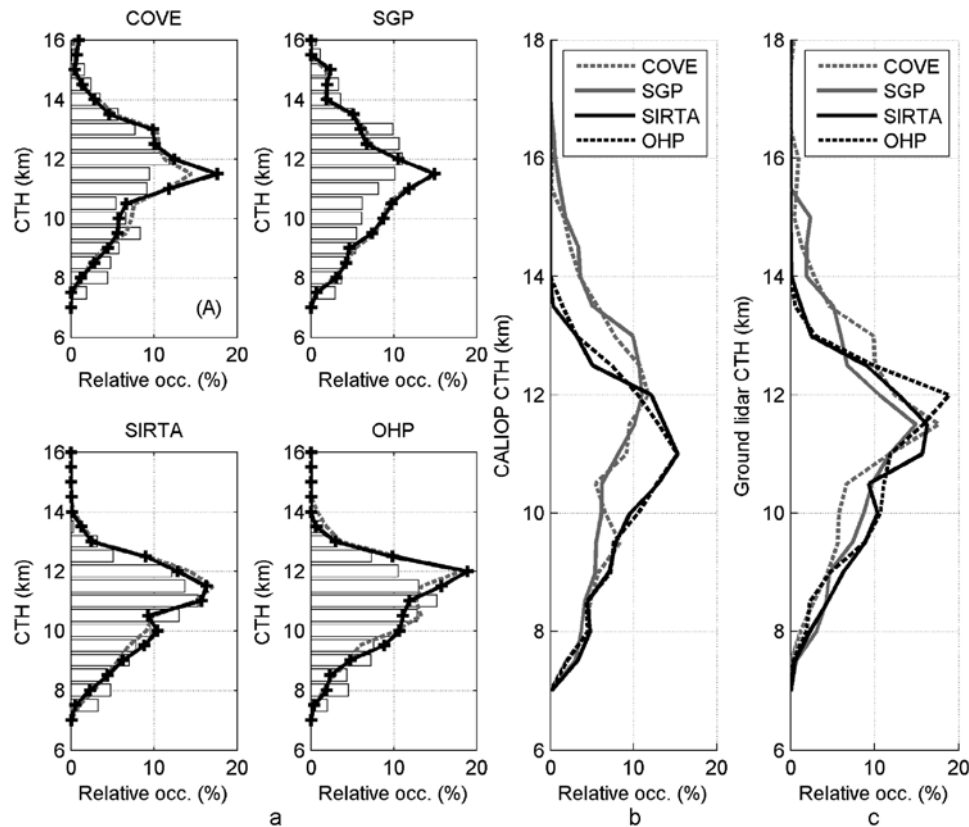 COVE
16
14
12
10
8
6
CTH (km)
(A)
0 10 20
Relative occ. (%)
SGP
16
14
12
10
8
6
CTH (km)
0 10 20
Relative occ. (%)
SIRTA
16
14
12
10
8
6
CTH (km)
0 10 20
Relative occ. (%)
OHP
16
14
12
10
8
6
CTH (km)
0 10 20
Relative occ. (%)
a
18
16
14
12
10
8
6
CALIOP CTH (km)
COVE
SGP
SIRTA
OHP
0 10 20
Relative occ. (%)
b
18
16
14
12
10
8
6
Ground lidar CTH (km)
COVE
SGP
SIRTA
OHP
0 10 20
Relative occ. (%)
c